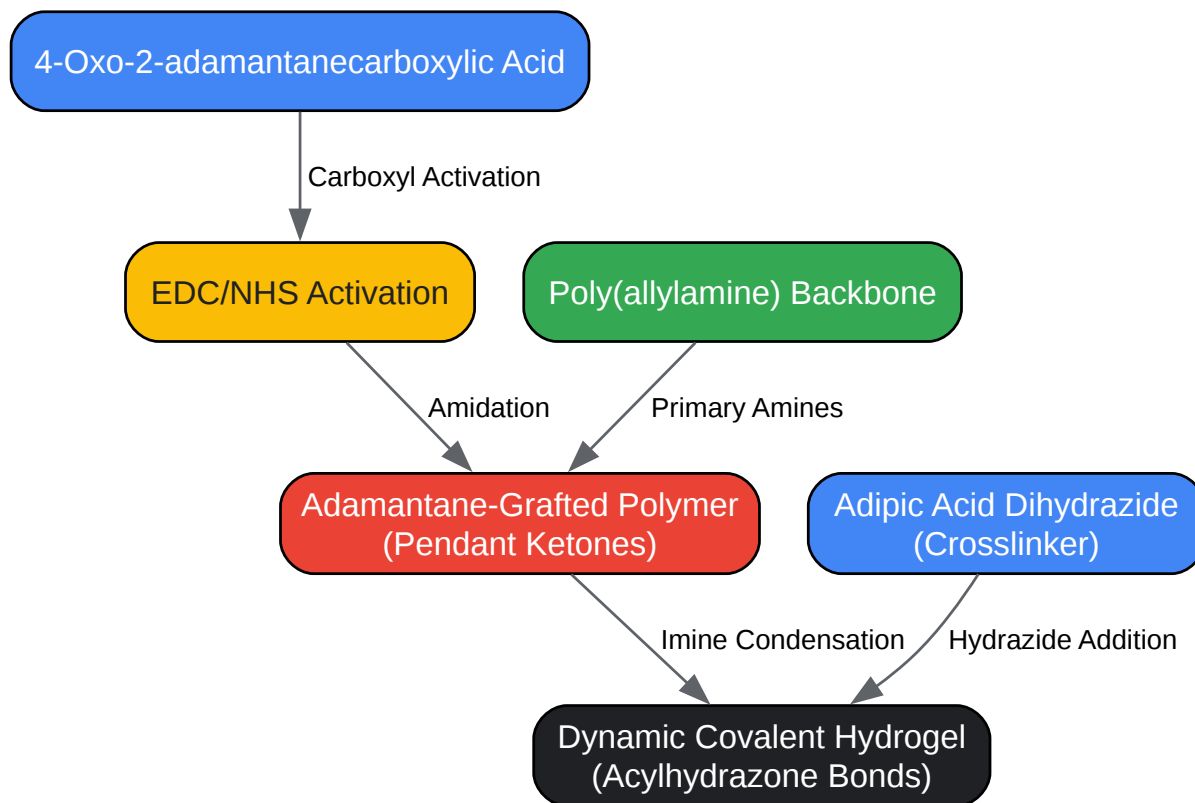 4-Oxo-2-adamantanecarboxylic Acid
Carboxyl Activation
EDC/NHS Activation
Poly(allylamine) Backbone
Amidation
Primary Amines
Adamantane-Grafted Polymer
(Pendant Ketones)
Adipic Acid Dihydrazide
(Crosslinker)
Imine Condensation
Hydrazide Addition
Dynamic Covalent Hydrogel
(Acylhydrazone Bonds)